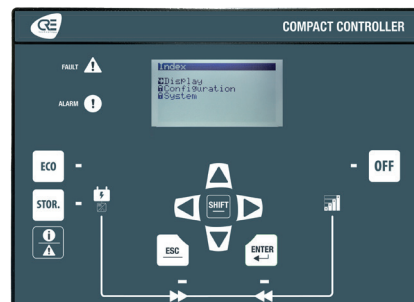 CRE
COMPACT CONTROLLER
FAULT
Index
Display
Configuration
System
ALARM
ECO
OFF
STOR.
SHIFT
ESC
ENTER